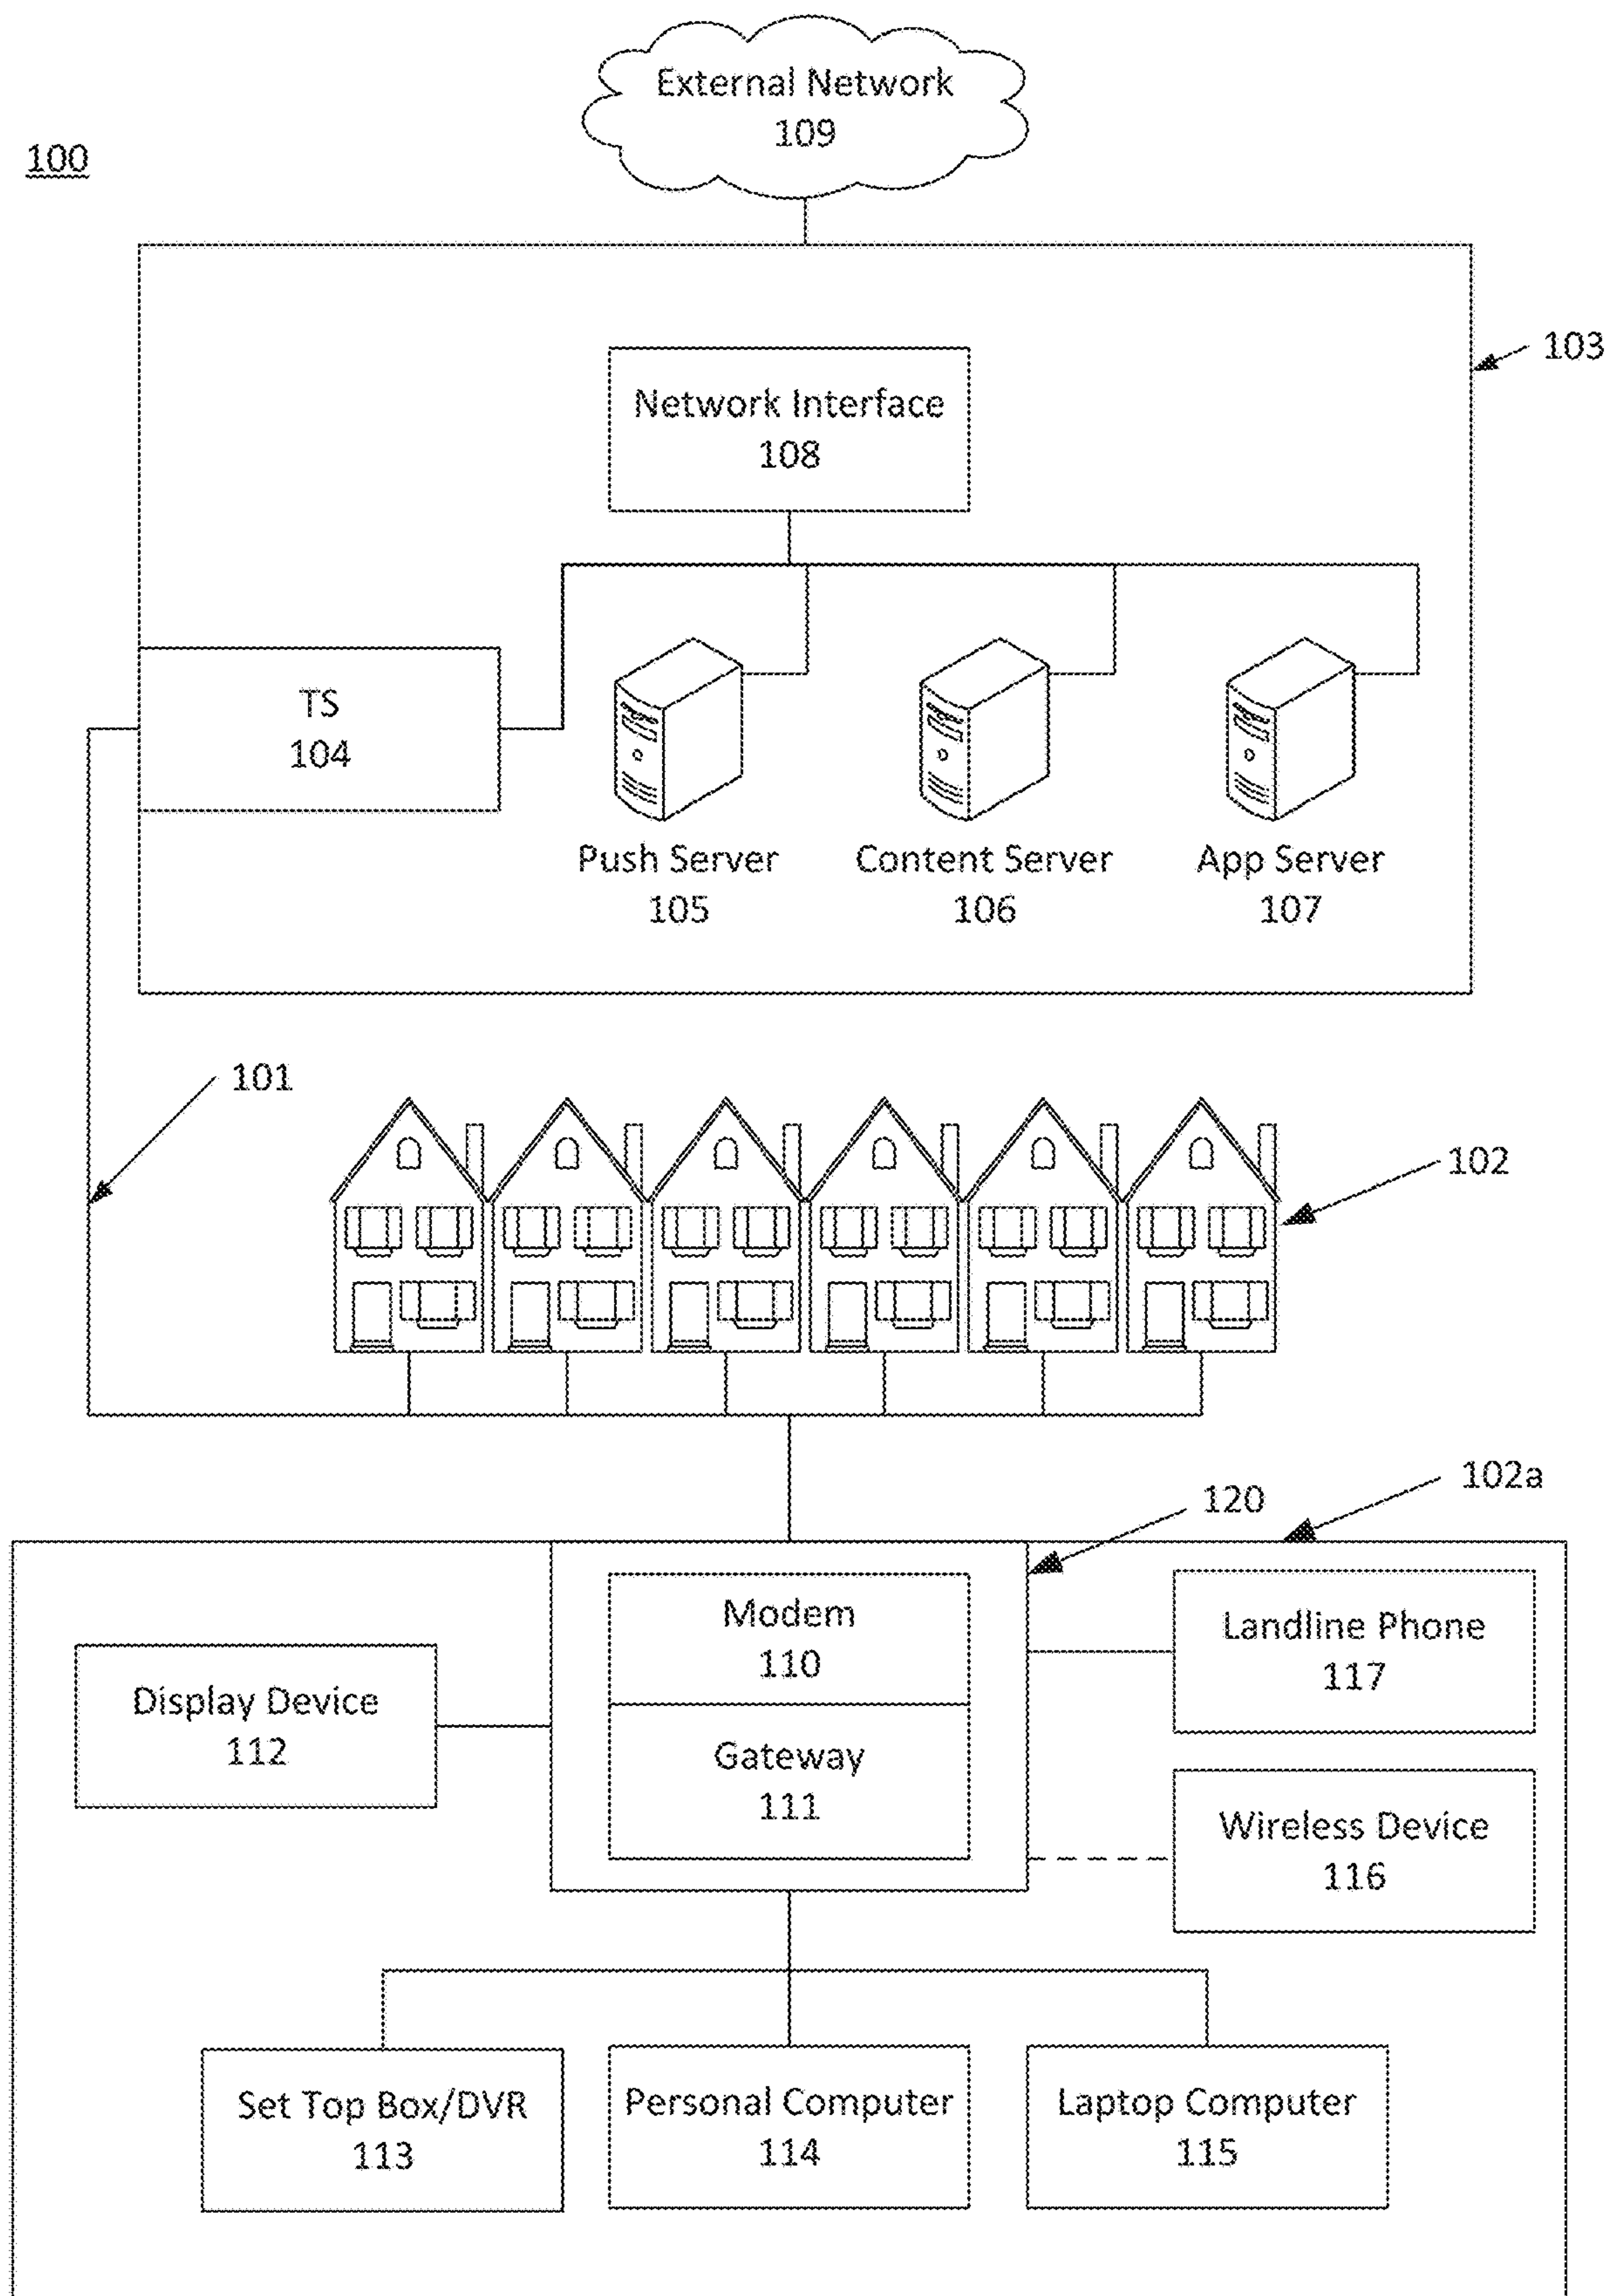 External Network
109
100
103
Network Interface
108
TS
104
Push Server
105
Content Server
106
App Server
107
101
102
102a
120
Modem
110
Landline Phone
117
Display Device
112
Gateway
111
Wireless Device
116
Set Top Box/DVR
113
Personal Computer
114
Laptop Computer
115